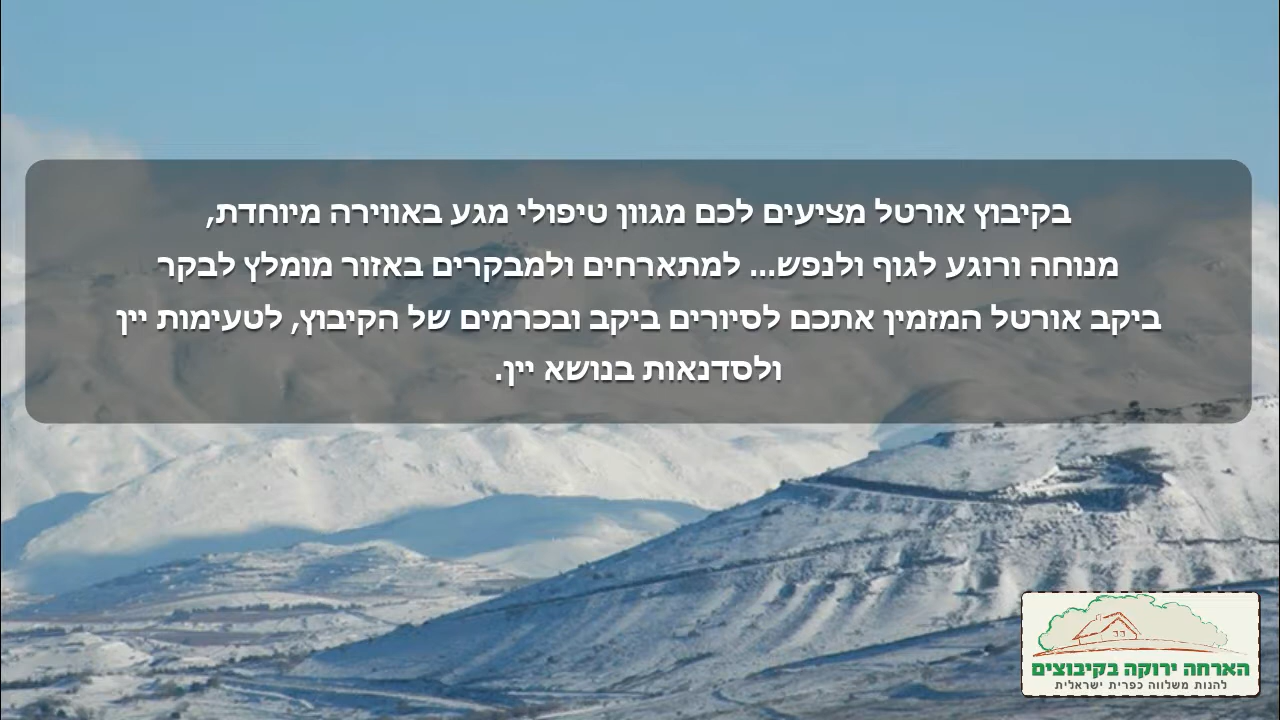 בקיבוץ אורטל מציעים לכם מגוון טיפולי מגע באווירה מיוחדת,
מנוחה ורוגע לגוף ולנפש... למתארחים ולמבקרים באזור מומלץ לבקר
ביקב אורטל המזמין אתכם לסיורים ביקב ובכרמים של הקיבוץ, לטעימות יין
ולסדנאות בנושא יין.
הארחה ירוקה בקיבוצים
להנות משלווה כפרית ישראלית